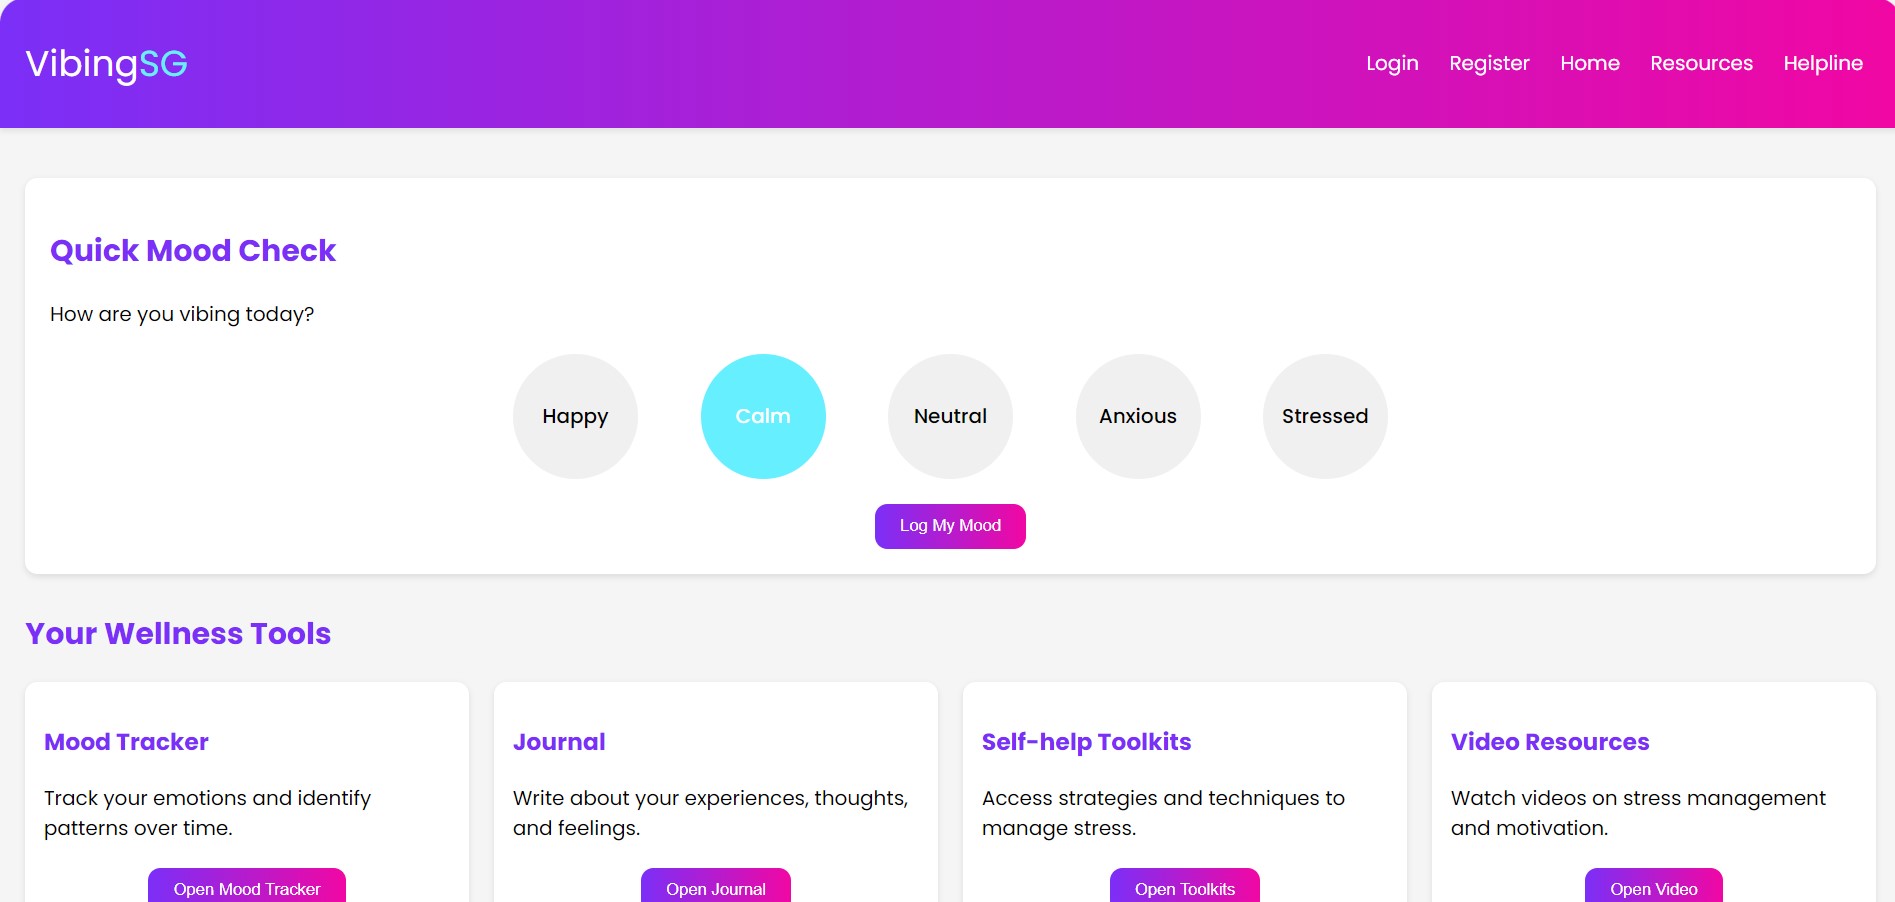 VibingSG
Login Register Home Resources Helpline
Quick Mood Check
How are you vibing today?
Happy Calm Neutral Anxious Stressed
Log My Mood
Your Wellness Tools
Mood Tracker
Track your emotions and identify
patterns over time.
Open Mood Tracker
Journal
Write about your experiences, thoughts,
and feelings.
Open Journal
Self-help Toolkits
Access strategies and techniques to
manage stress.
Open Toolkits
Video Resources
Watch videos on stress management
and motivation.
Open Video